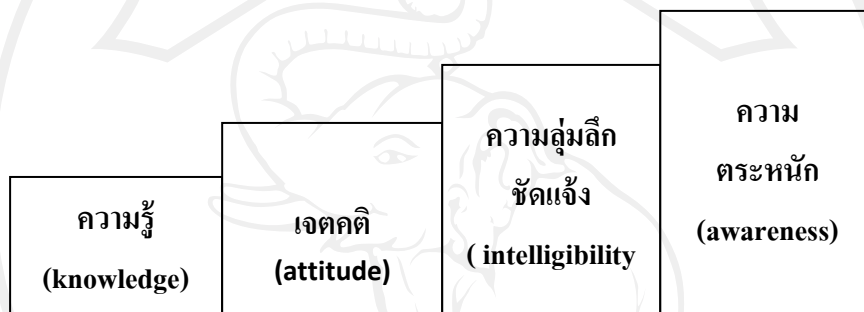 ความรู้
(knowledge)
เจตคติ
(attitude)
ความลุ่มลึก
ชัดแจ้ง
( intelligibility
ความ
ตระหนัก
(awareness)